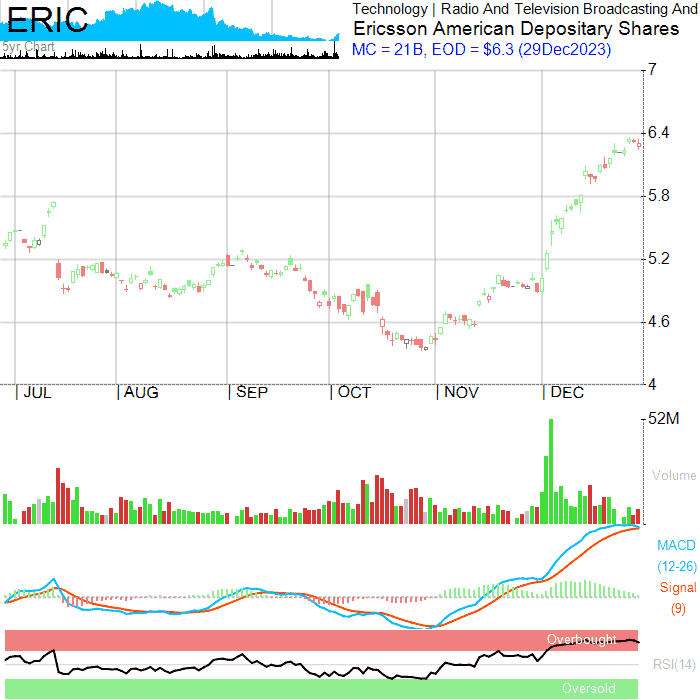 ERIC
5yr Chart
Technology | Radio And Television Broadcasting And
Ericsson American Depositary Shares
MC = 21B, EOD = $6.3 (29Dec2023)
7
6.4
5.8
5.2
4.6
4
| JUL | AUG | SEP | OCT | NOV | DEC
52M
Volume
MACD
(12-26)
Signal
(9)
Overbought
RSI(14)
Oversold